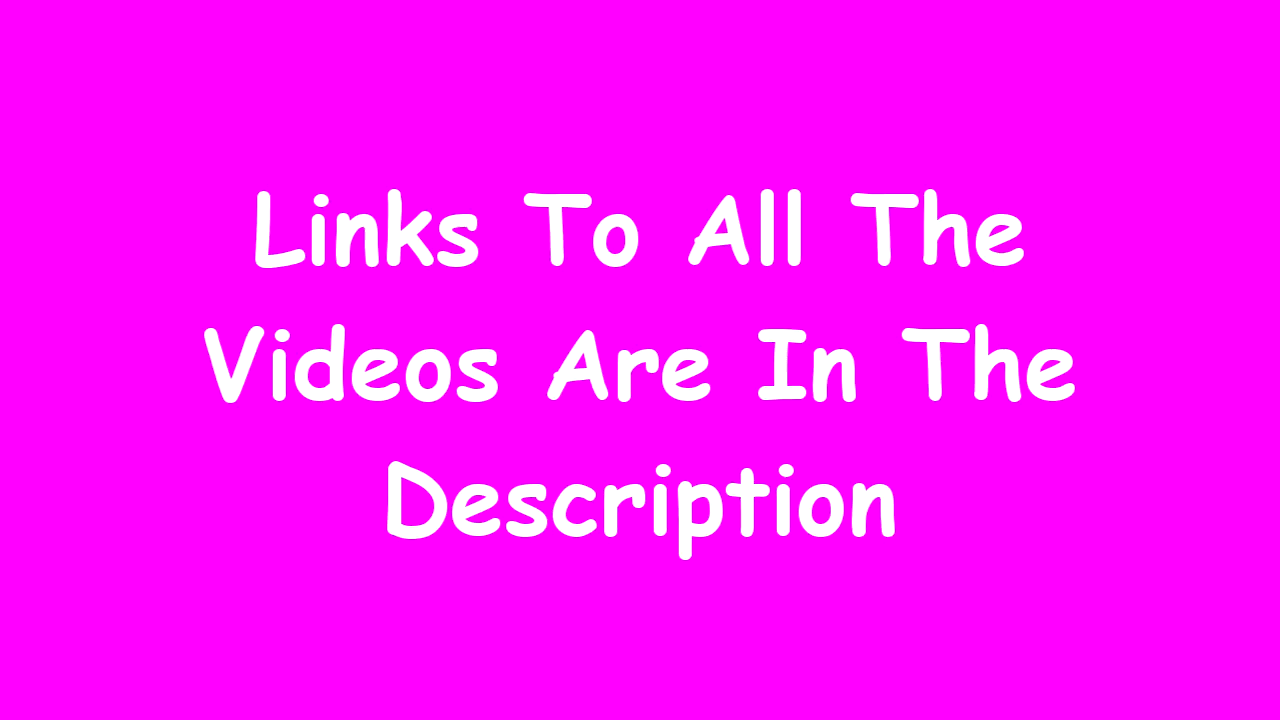 Links To All The
Videos Are In The
Description